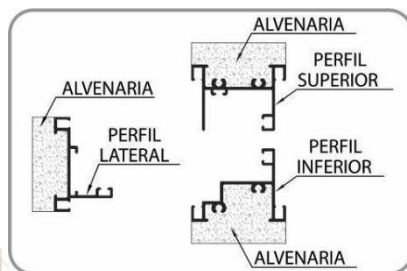 ALVENARIA
PERFIL
SUPERIOR
ALVENARIA
PERFIL
LATERAL
PERFIL
INFERIOR
ALVENARIA